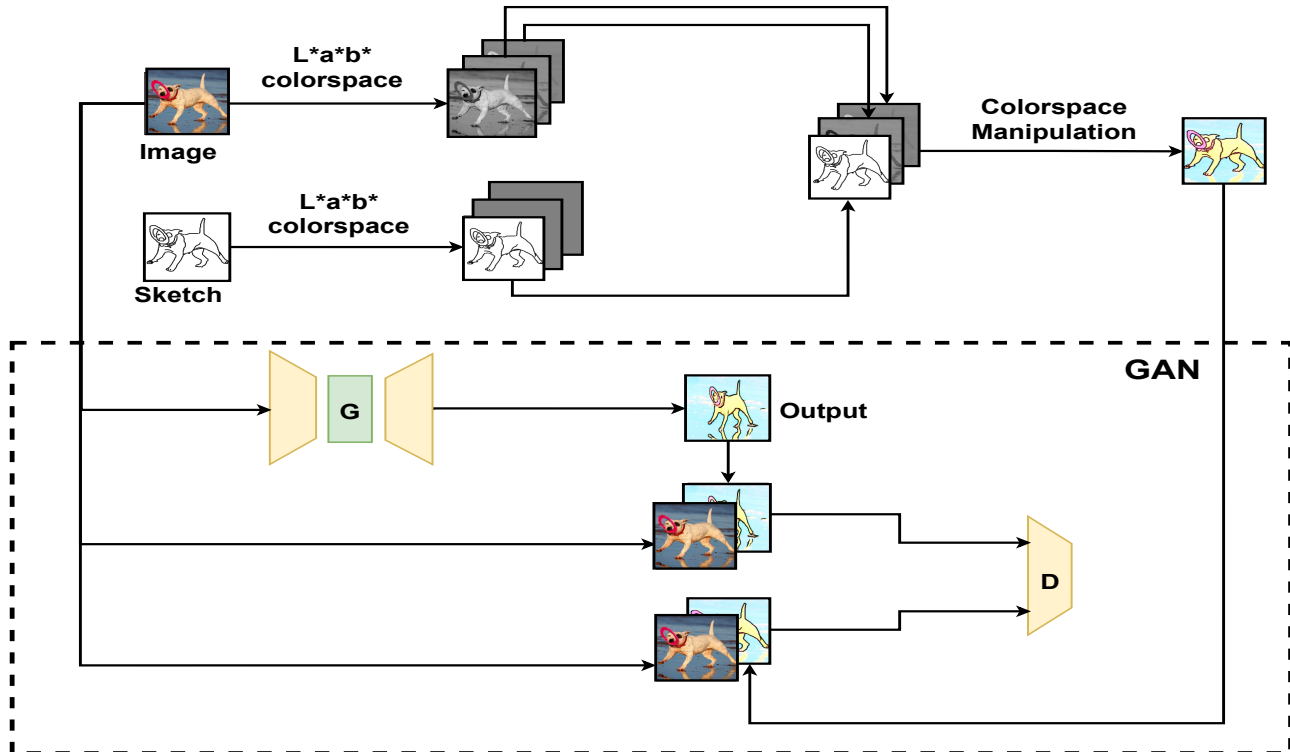 L*a*b*
colorspace
Image
Colorspace
Manipulation
L*a*b*
colorspace
Sketch
GAN
G
Output
D